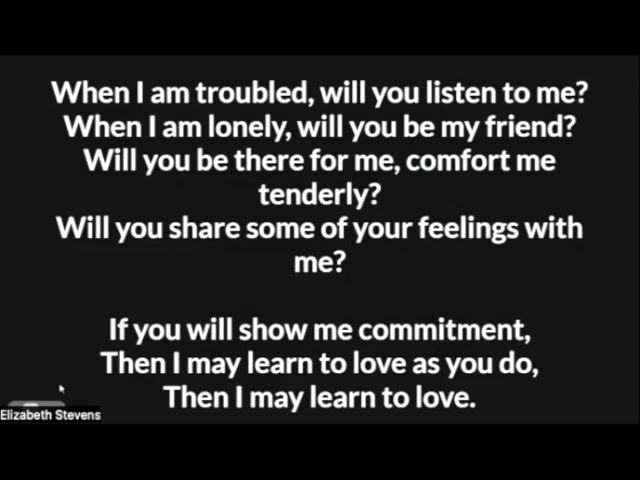 When I am troubled, will you listen to me?
When I am lonely, will you be my friend?
Will you be there for me, comfort me
tenderly?
Will you share some of your feelings with
me?
If you will show me commitment,
Then I may learn to love as you do,
Then I may learn to love.
Elizabeth Stevens